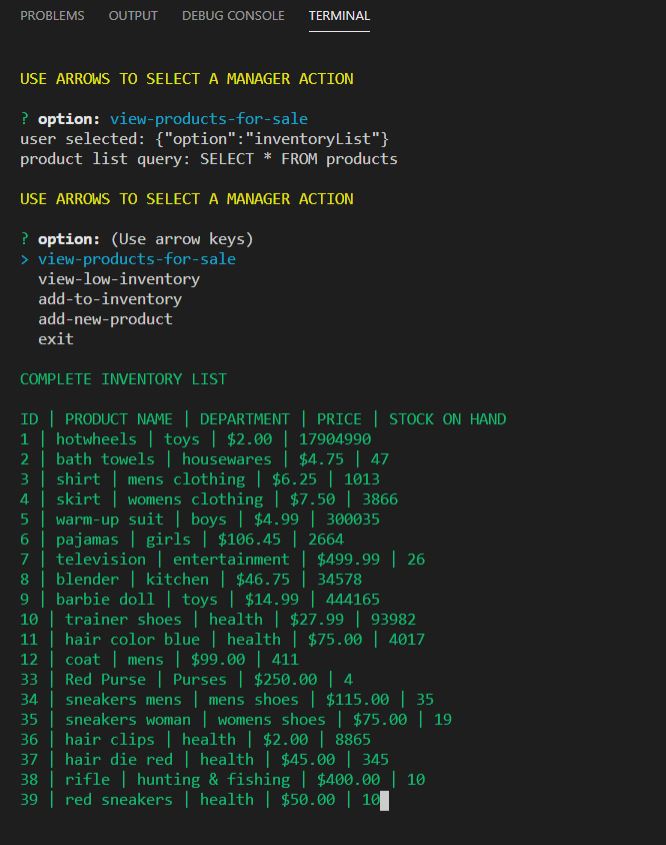 PROBLEMS OUTPUT DEBUG CONSOLE TERMINAL
USE ARROWS TO SELECT A MANAGER ACTION
? option: view-products-for-sale
user selected: {"option":"inventoryList"}
product list query: SELECT * FROM products
USE ARROWS TO SELECT A MANAGER ACTION
? option: (Use arrow keys)
> view-products-for-sale
view-low-inventory
add-to-inventory
add-new-product
exit
COMPLETE INVENTORY LIST
ID | PRODUCT NAME | DEPARTMENT | PRICE | STOCK ON HAND
1 | hotwheels | toys | $2.00 | 17904990
2 | bath towels | housewares | $4.75 | 47
3 | shirt | mens clothing | $6.25 | 1013
4 | skirt | womens clothing | $7.50 | 3866
5 | warm-up suit | boys | $4.99 | 300035
6 | pajamas | girls | $106.45 | 2664
7 | television | entertainment | $499.99 | 26
8 | blender | kitchen | $46.75 | 34578
9 | barbie doll | toys | $14.99 | 444165
10 | trainer shoes | health | $27.99 | 93982
11 | hair color blue | health | $75.00 | 4017
12 | coat | mens | $99.00 | 411
33 | Red Purse | Purses | $250.00 | 4
34 | sneakers mens | mens shoes | $115.00 | 35
35 | sneakers woman | womens shoes | $75.00 | 19
36 | hair clips | health | $2.00 | 8865
37 | hair die red | health | $45.00 | 345
38 | rifle | hunting & fishing | $400.00 | 10
39 | red sneakers | health | $50.00 | 10